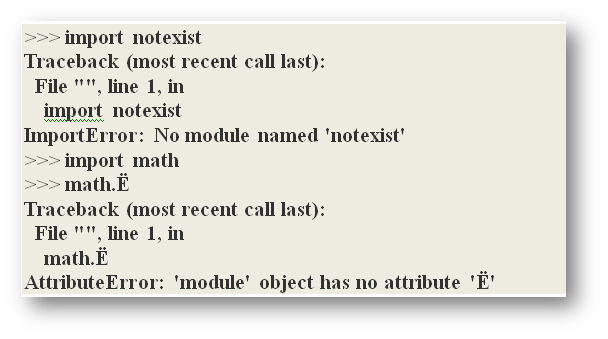 >>> import notexist
Traceback (most recent call last):
File "", line 1, in
import notexist
ImportError: No module named 'notexist'
>>> import math
>>> math.Ë
Traceback (most recent call last):
File "", line 1, in
math.Ë
AttributeError: 'module' object has no attribute 'Ë'